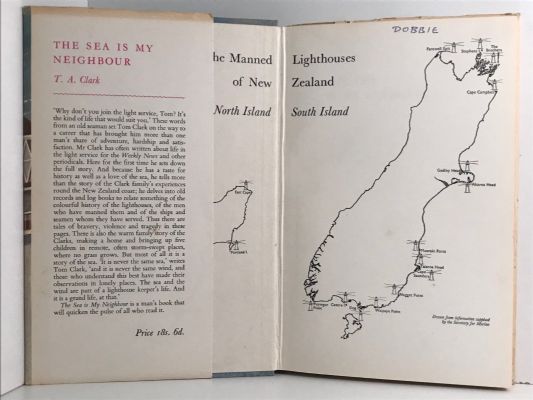 THE SEA IS MY
NEIGHBOUR
T. A. Clark
'Why don't you join the light service, Tom? It's
the kind of life that would suit you.' These words
from an old seaman set Tom Clark on the way to
a career that has brought him more than one
man's share of adventure, hardship and satis-
faction. Mr Clark has often written about life in
the light service for the Weekly News and other
periodicals. Here for the first time he sets down
the full story. And because he has a taste for
history as well as a love of the sea, he tells more
than the story of the Clark family's experiences
round the New Zealand coast; he delves into old
records and log books to relate something of the
colourful history of the lighthouses, of the men
who have manned them and of the ships and
seamen whom they have served. Thus there are
tales of bravery, violence and tragedy in these
pages. There is also the warm family story of the
Clarks, making a home and bringing up five
children in remote, often storm-swept places,
where no grass grows. But most of all it is a
story of the sea. 'It is never the same sea,' writes
Tom Clark, 'and it is never the same wind, and
those who understand this best have made their
observations in lonely places. The sea and the
wind are part of a lighthouse keeper's life. And
it is a grand life, at that.'
The Sea is My Neighbour is a man's book that
will quicken the pulse of all who read it.
Price 18s. 6d.
he Manned
of New
North Island
East Cape
Portland I.
DOBBIE
Lighthouses
Zealand
South Island
Farewell Spit
Stephens I.
The Brothers
Cape Campbell
Godley Head
Akaroa Head
Taiaroa Head
Nugget Point
Waipapa Point
Dog I.
Centre I.
Puysegur Point
Drawn from information supplied
by the Secretary for Marine